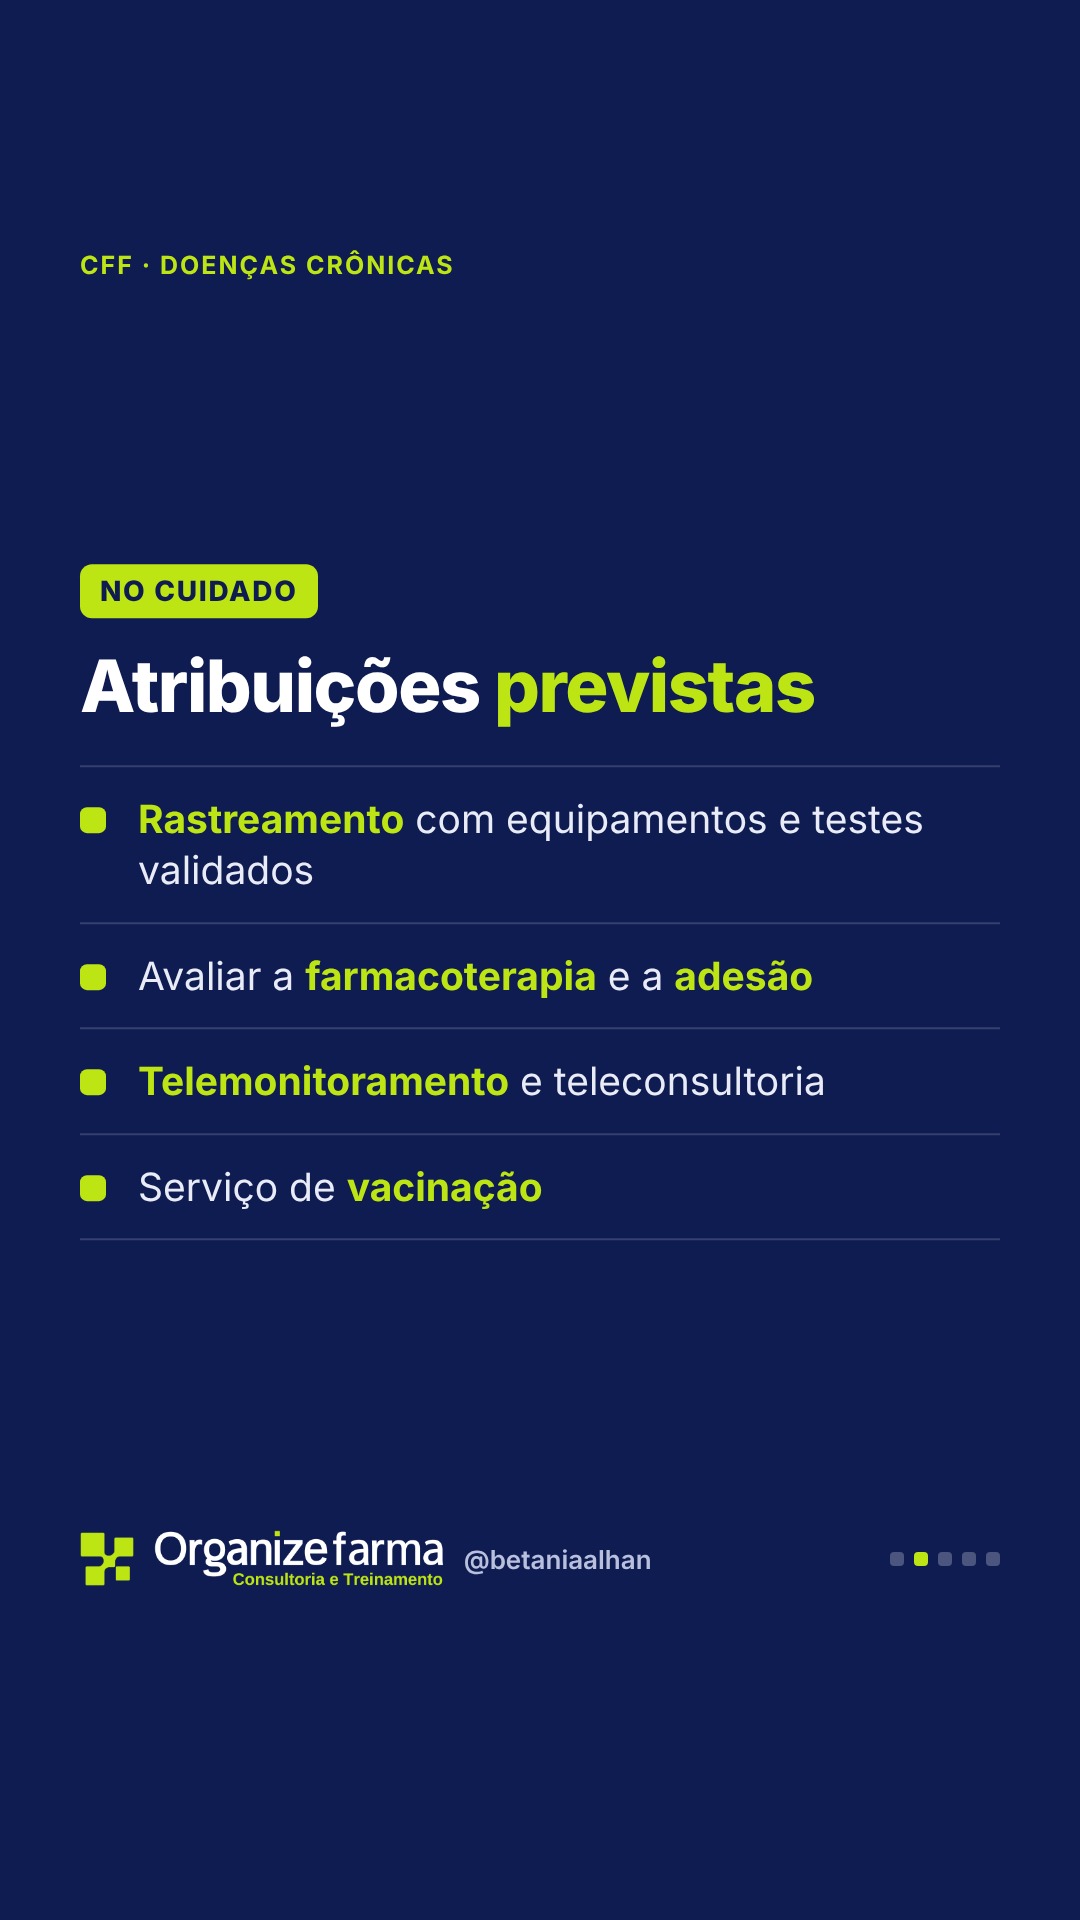 CFF · DOENÇAS CRÔNICAS
NO CUIDADO
Atribuições previstas
Rastreamento com equipamentos e testes
validados
Avaliar a farmacoterapia e a adesão
Telemonitoramento e teleconsultoria
Serviço de vacinação
Organizefarma
Consultoria e Treinamento
@betaniaalhan